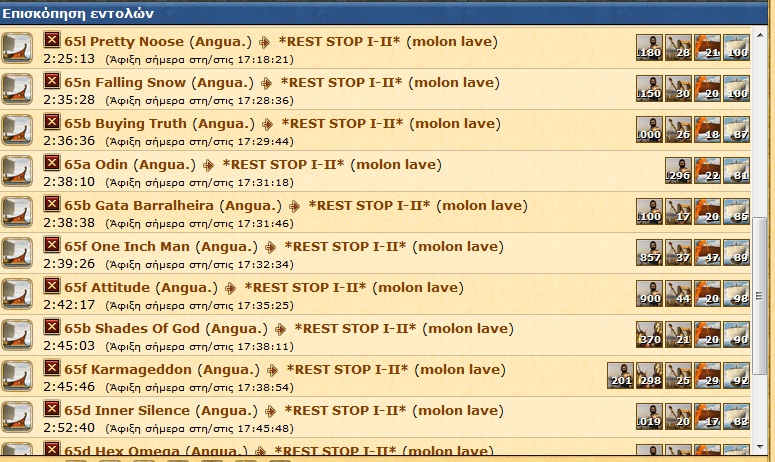 Επισκόπηση εντολών
65l Pretty Noose (Angua.) *REST STOP I-II* (molon lave)
2:25:13 (Άφιξη σήμερα στη/στις 17:18:21)
180 28 21 100
65n Falling Snow (Angua.) *REST STOP I-II* (molon lave)
2:35:28 (Άφιξη σήμερα στη/στις 17:28:36)
150 30 20 100
65b Buying Truth (Angua.) *REST STOP I-II* (molon lave)
2:36:36 (Άφιξη σήμερα στη/στις 17:29:44)
000 26 18 87
65a Odin (Angua.) *REST STOP I-II* (molon lave)
2:38:10 (Άφιξη σήμερα στη/στις 17:31:18)
296 22 81
65b Gata Barralheira (Angua.) *REST STOP I-II* (molon lave)
2:38:38 (Άφιξη σήμερα στη/στις 17:31:46)
100 17 20 85
65f One Inch Man (Angua.) *REST STOP I-II* (molon lave)
2:39:26 (Άφιξη σήμερα στη/στις 17:32:34)
857 37 47 89
65f Attitude (Angua.) *REST STOP I-II* (molon lave)
2:42:17 (Άφιξη σήμερα στη/στις 17:35:25)
900 44 20 98
65b Shades Of God (Angua.) *REST STOP I-II* (molon lave)
2:45:03 (Άφιξη σήμερα στη/στις 17:38:11)
370 21 20 90
65f Karmageddon (Angua.) *REST STOP I-II* (molon lave)
2:45:46 (Άφιξη σήμερα στη/στις 17:38:54)
201 298 25 29 92
65d Inner Silence (Angua.) *REST STOP I-II* (molon lave)
2:52:40 (Άφιξη σήμερα στη/στις 17:45:48)
019 20 17 83
65d Hex Omega (Angua.) *REST STOP I-II* (molon lave)